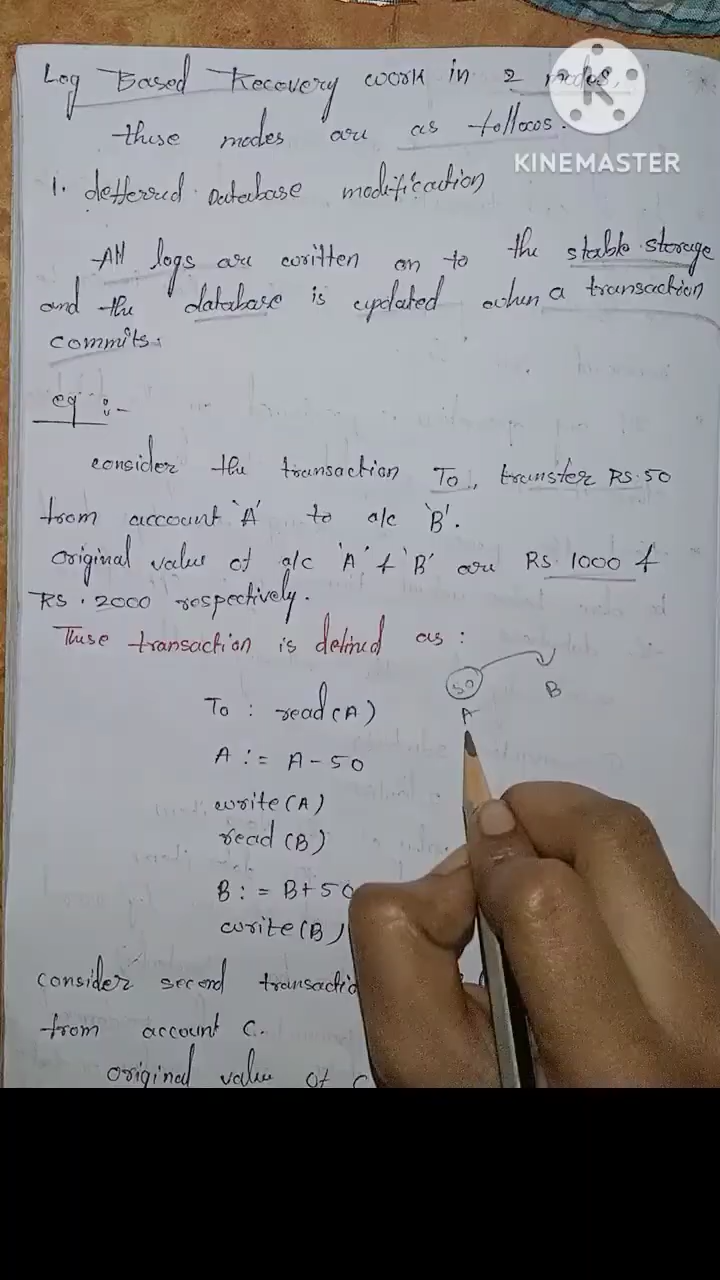 Log Based Recovery work in 2 modes,
these modes are as follows.
KINEMASTER
1. deffered Database modification
All logs are written on to the stable storage
and the database is updated when a transaction
commits.
eg :-
consider the transaction To, transfer RS.50
from account 'A' to a/c 'B'.
original value of a/c 'A' & 'B' are RS 1000 &
RS. 2000 respectively.
These transaction is defined as :
50
B
A
To : read(A)
A := A - 50
write(A)
read (B)
B := B+50
write(B)
consider second
from account C.
original value of C